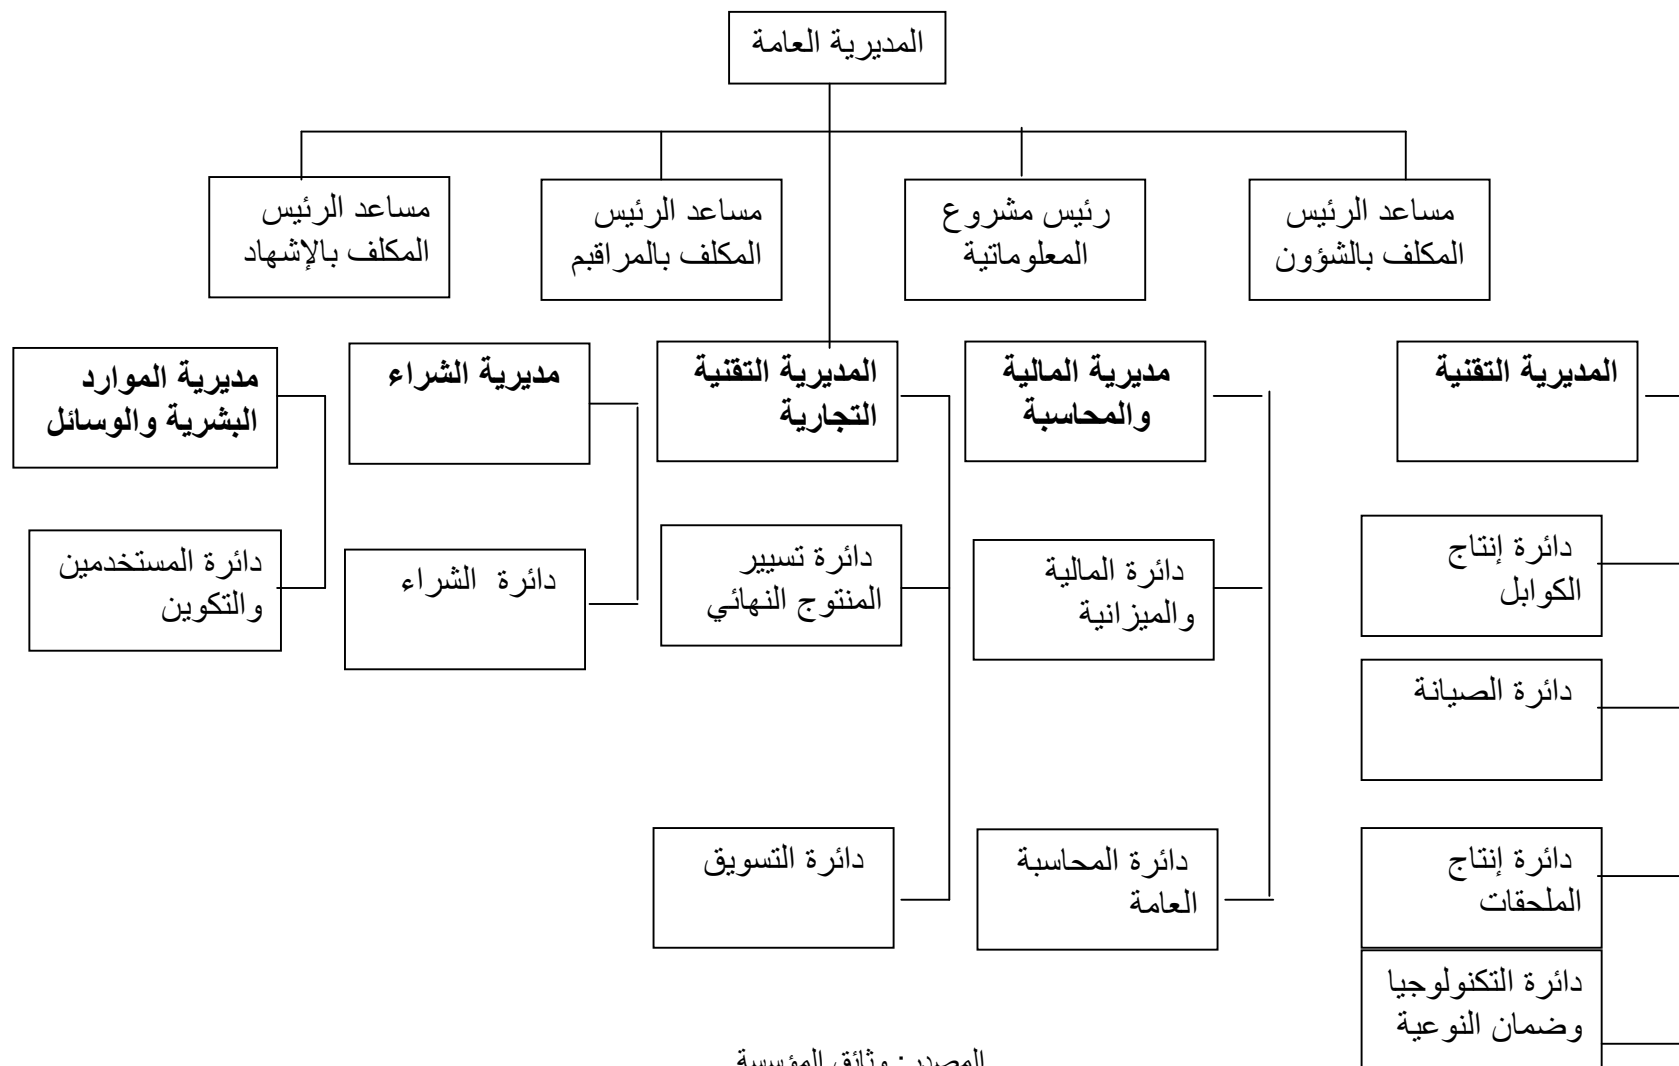 المديرية العامة
مساعد الرئيس
المكلف بالشؤون
رئيس مشروع
المعلوماتية
مساعد الرئيس
المكلف بالمراقبم
مساعد الرئيس
المكلف بالإشهاد
المديرية التقنية
مديرية المالية
والمحاسبة
المديرية التقنية
التجارية
مديرية الشراء
مديرية الموارد
البشرية والوسائل
دائرة إنتاج
الكوابل
دائرة المالية
والميزانية
دائرة تسيير
المنتوج النهائي
دائرة الشراء
دائرة المستخدمين
والتكوين
دائرة الصيانة
دائرة إنتاج
الملحقات
دائرة المحاسبة
العامة
دائرة التسويق
دائرة التكنولوجيا
وضمان النوعية
المصدر: وثائق المؤسسة